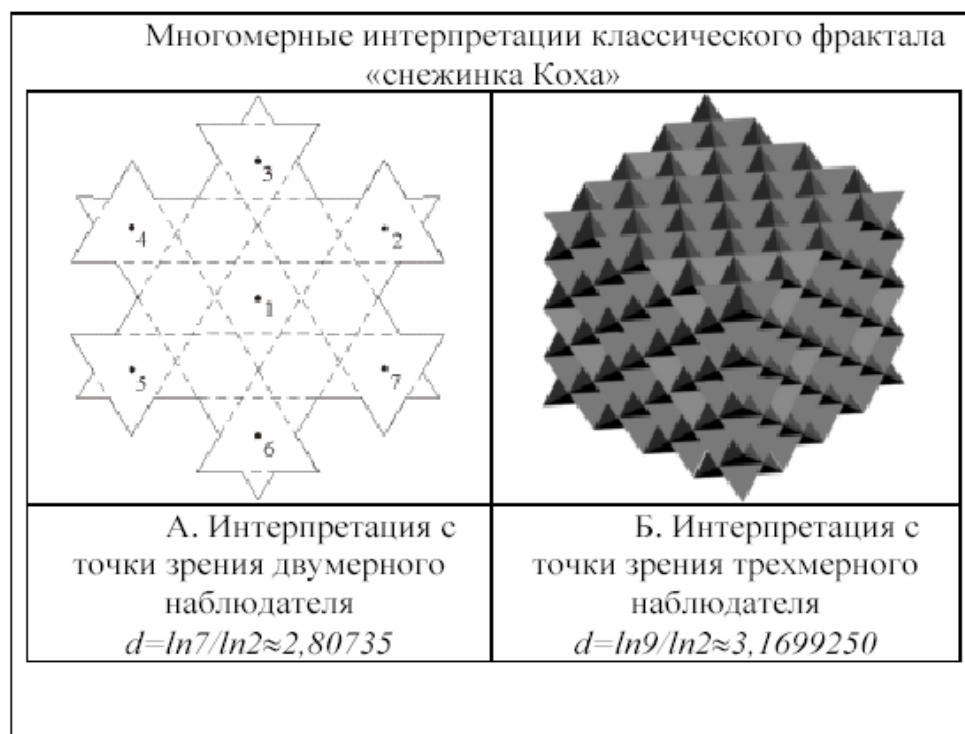 Многомерные интерпретации классического фрактала
«снежинка Коха»
3
4
2
1
5
7
6
А. Интерпретация с
точки зрения двумерного
наблюдателя
d=ln7/ln2≈2,80735
Б. Интерпретация с
точки зрения трехмерного
наблюдателя
d=ln9/ln2≈3,1699250